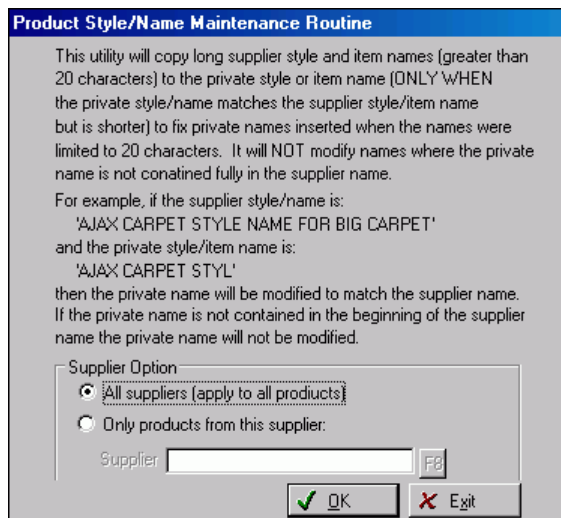 Product Style/Name Maintenance Routine
This utility will copy long supplier style and item names (greater than
20 characters) to the private style or item name (ONLY WHEN
the private style/name matches the supplier style/item name
but is shorter) to fix private names inserted when the names were
limited to 20 characters. It will NOT modify names where the private
name is not conatined fully in the supplier name.
For example, if the supplier style/name is:
'AJAX CARPET STYLE NAME FOR BIG CARPET'
and the private style/item name is:
'AJAX CARPET STYL'
then the private name will be modified to match the supplier name.
If the private name is not contained in the beginning of the supplier
name the private name will not be modified.
Supplier Option
All suppliers (apply to all products)
Only products from this supplier:
Supplier F8
OK Exit